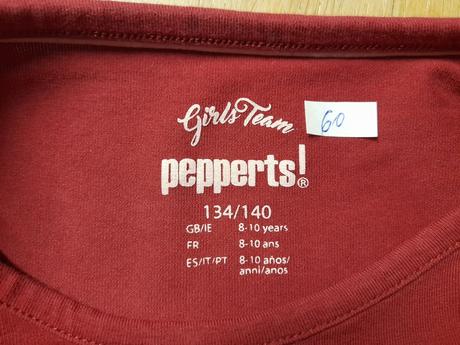 Girls Team
60
pepperts!®
134/140
GB/IE 8-10 years
FR 8-10 ans
ES/IT/PT 8-10 años/
anni/anos